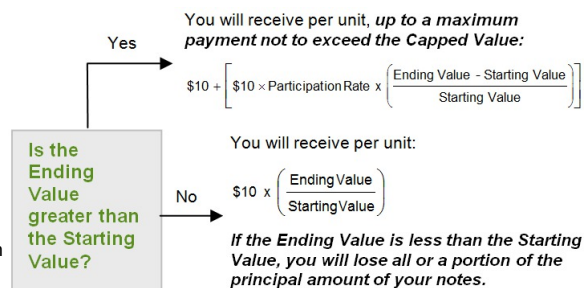 You will receive per unit, up to a maximum
payment not to exceed the Capped Value:
Yes
$10 + [ $10 × Participation Rate x ( Ending Value - Starting Value / Starting Value ) ]
Is the
Ending
Value
greater than
the Starting
Value?
No
You will receive per unit:
$10 x ( Ending Value / Starting Value )
If the Ending Value is less than the Starting
Value, you will lose all or a portion of the
principal amount of your notes.